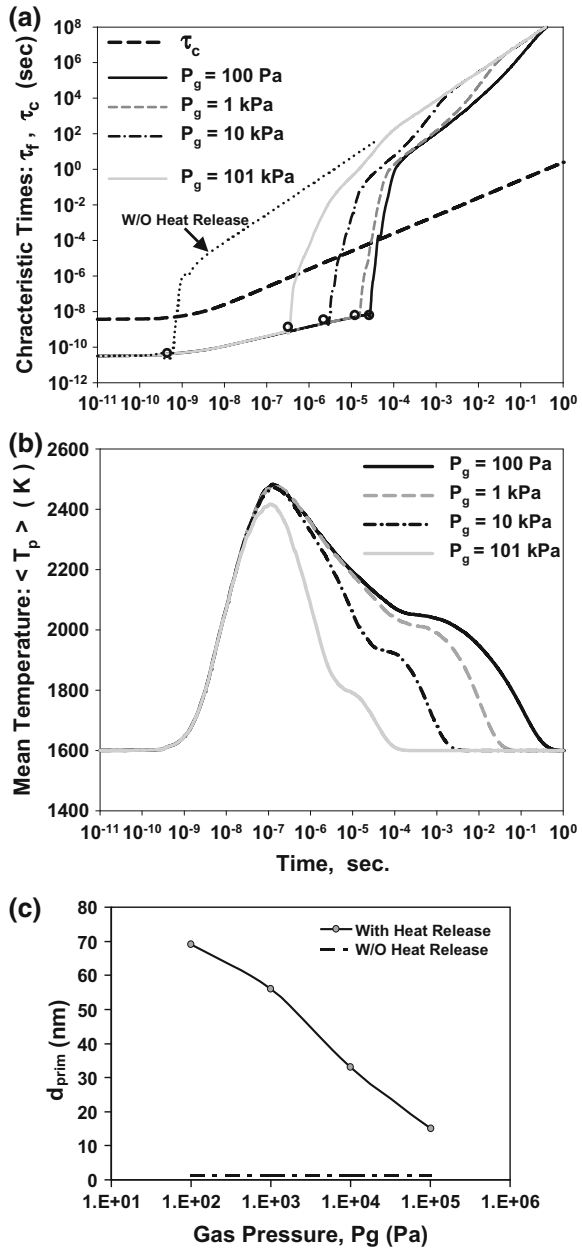 (a)
Chracteristic Times: τf , τc (sec)
10^8
10^6
10^4
10^2
10^0
10^-2
10^-4
10^-6
10^-8
10^-10
10^-12
τc
Pg = 100 Pa
Pg = 1 kPa
Pg = 10 kPa
Pg = 101 kPa
W/O Heat Release
10^-11 10^-10 10^-9 10^-8 10^-7 10^-6 10^-5 10^-4 10^-3 10^-2 10^-1 10^0
(b)
Mean Temperature: < Tp > ( K )
2600
2400
2200
2000
1800
1600
1400
Pg = 100 Pa
Pg = 1 kPa
Pg = 10 kPa
Pg = 101 kPa
10^-11 10^-10 10^-9 10^-8 10^-7 10^-6 10^-5 10^-4 10^-3 10^-2 10^-1 10^0
Time, sec.
(c)
dprim (nm)
80
70
60
50
40
30
20
10
0
With Heat Release
W/O Heat Release
1.E+01 1.E+02 1.E+03 1.E+04 1.E+05 1.E+06
Gas Pressure, Pg (Pa)